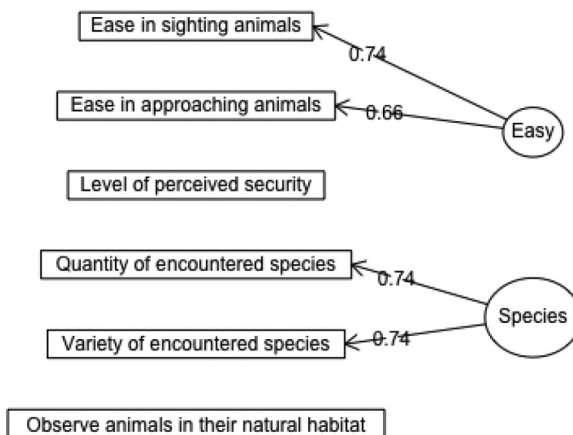 Ease in sighting animals
0.74
Ease in approaching animals
0.66
Easy
Level of perceived security
Quantity of encountered species
0.74
Species
Variety of encountered species
0.74
Observe animals in their natural habitat